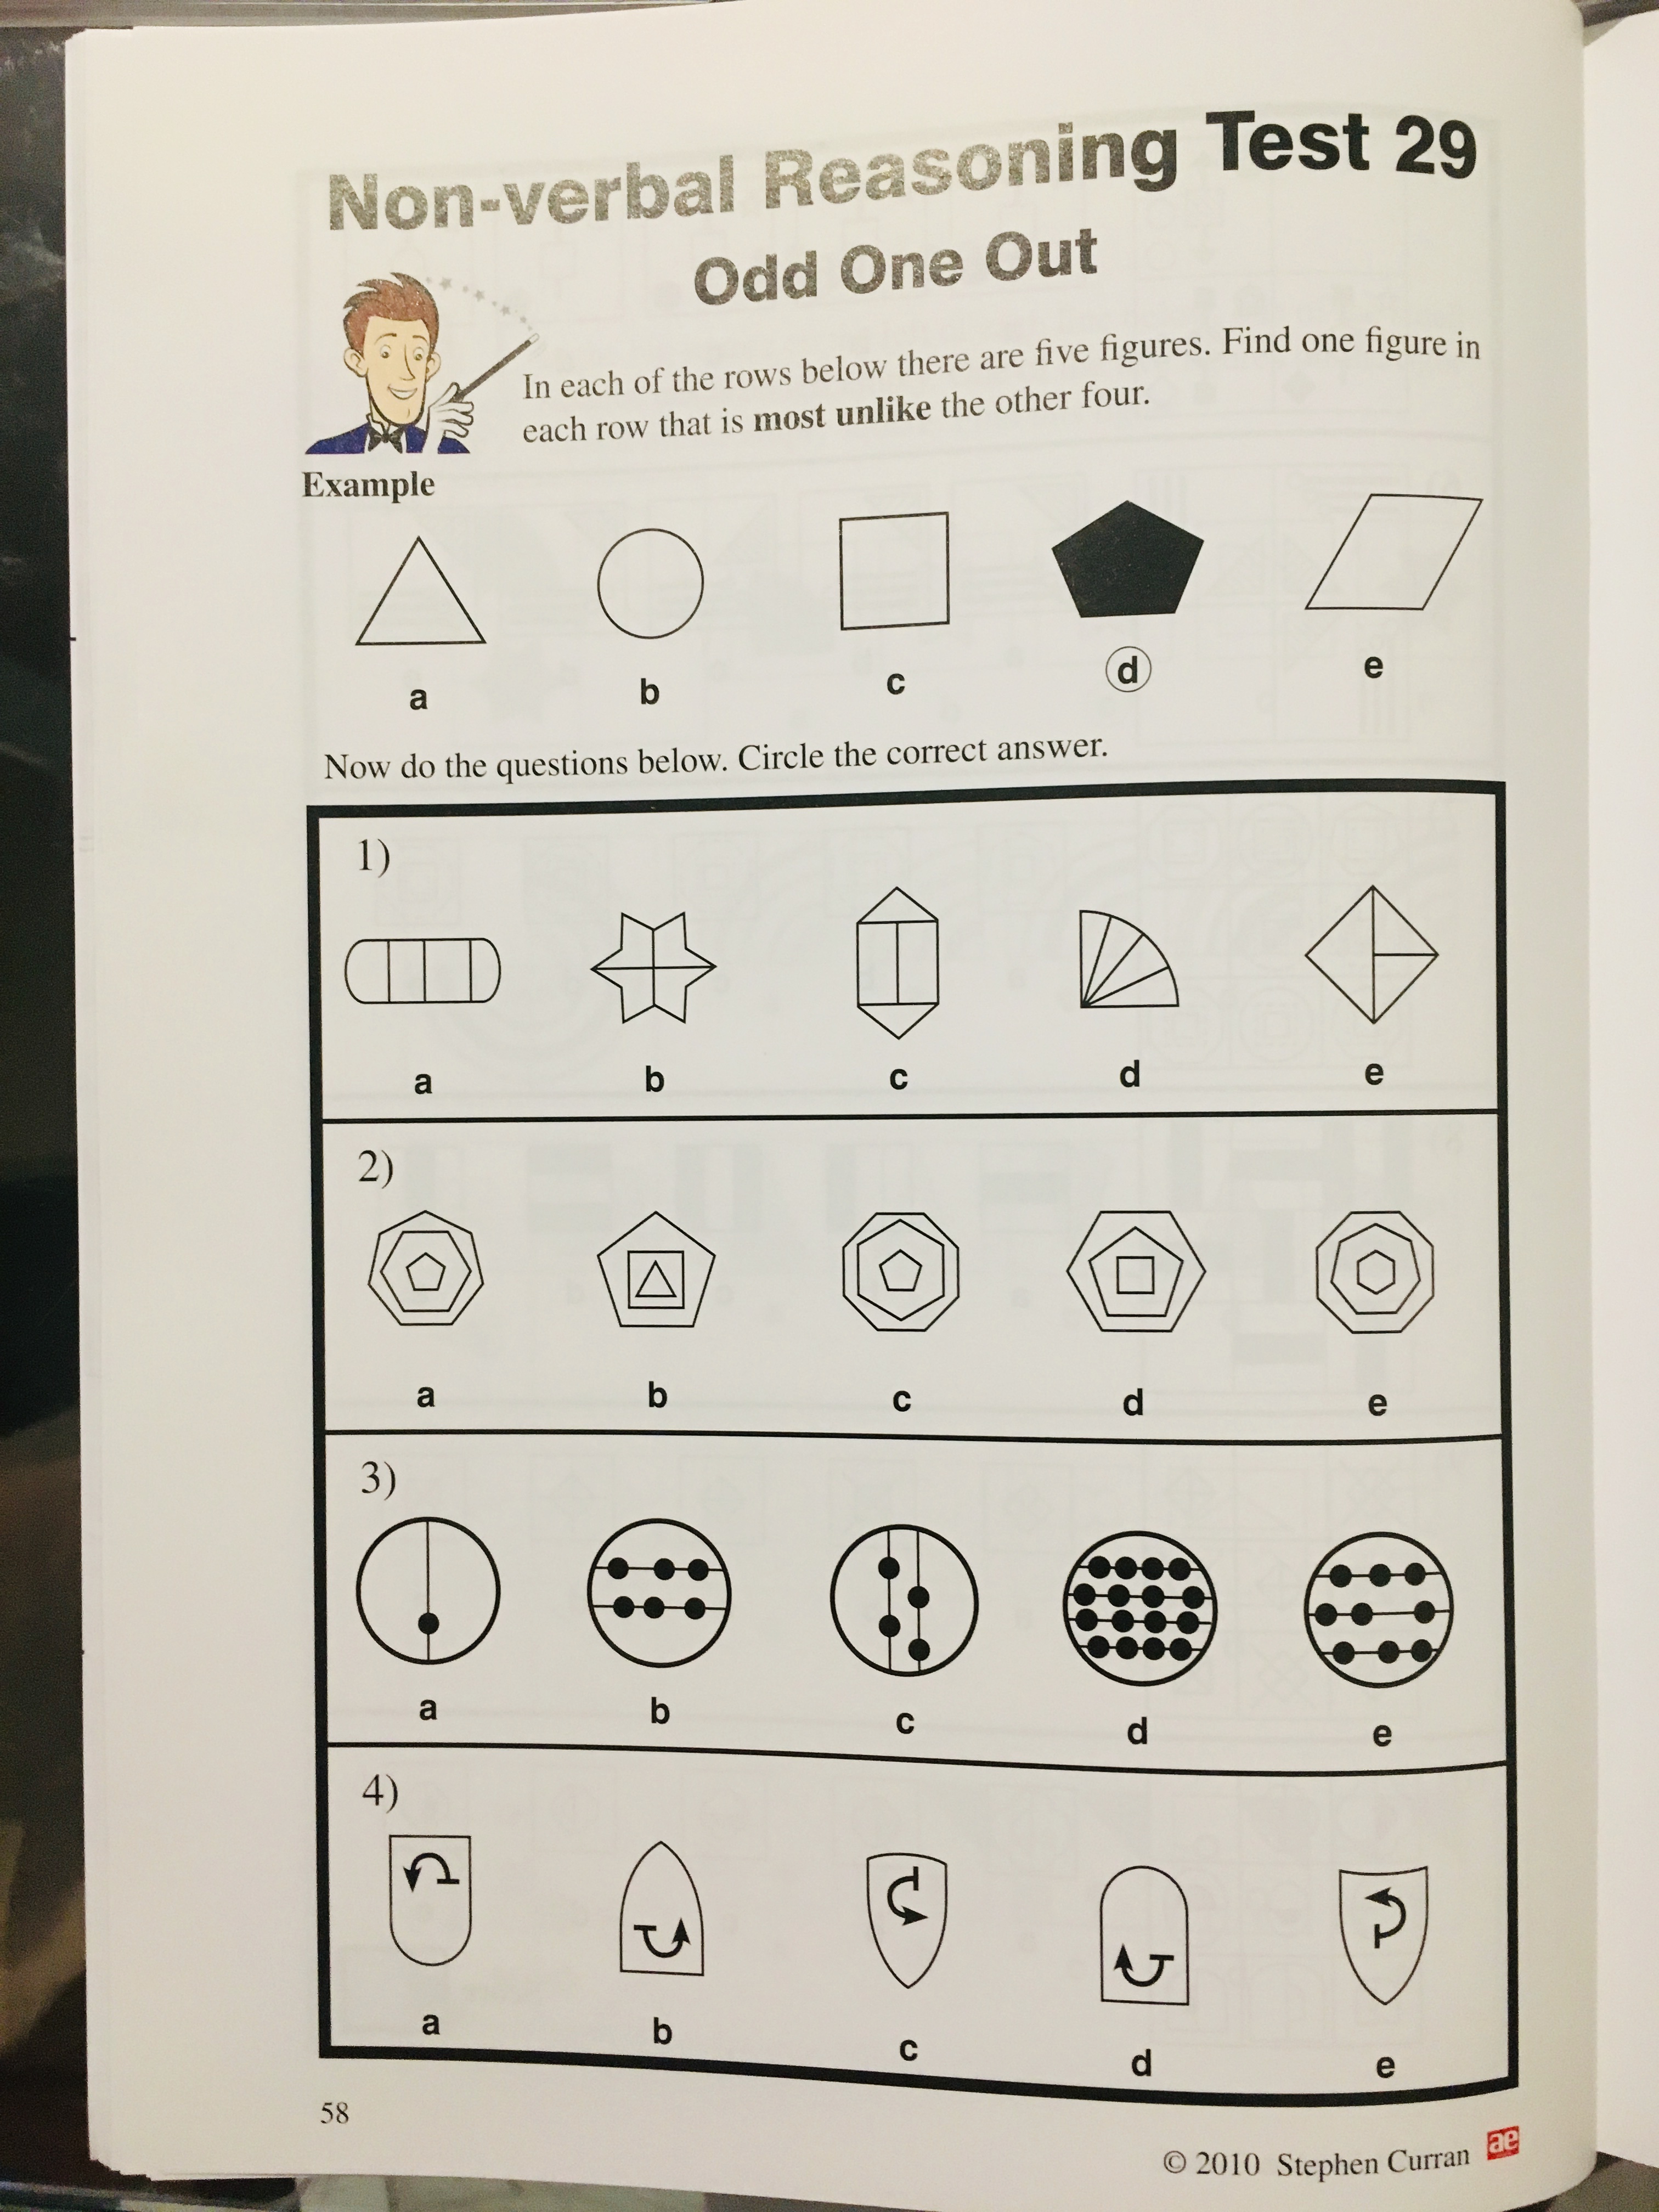 Non-verbal Reasoning Test 29
Odd One Out
In each of the rows below there are five figures. Find one figure in
each row that is most unlike the other four.
Example
a b c d e
Now do the questions below. Circle the correct answer.
1)
a b c d e
2)
a b c d e
3)
a b c d e
4)
a b c d e
58
© 2010 Stephen Curran ae